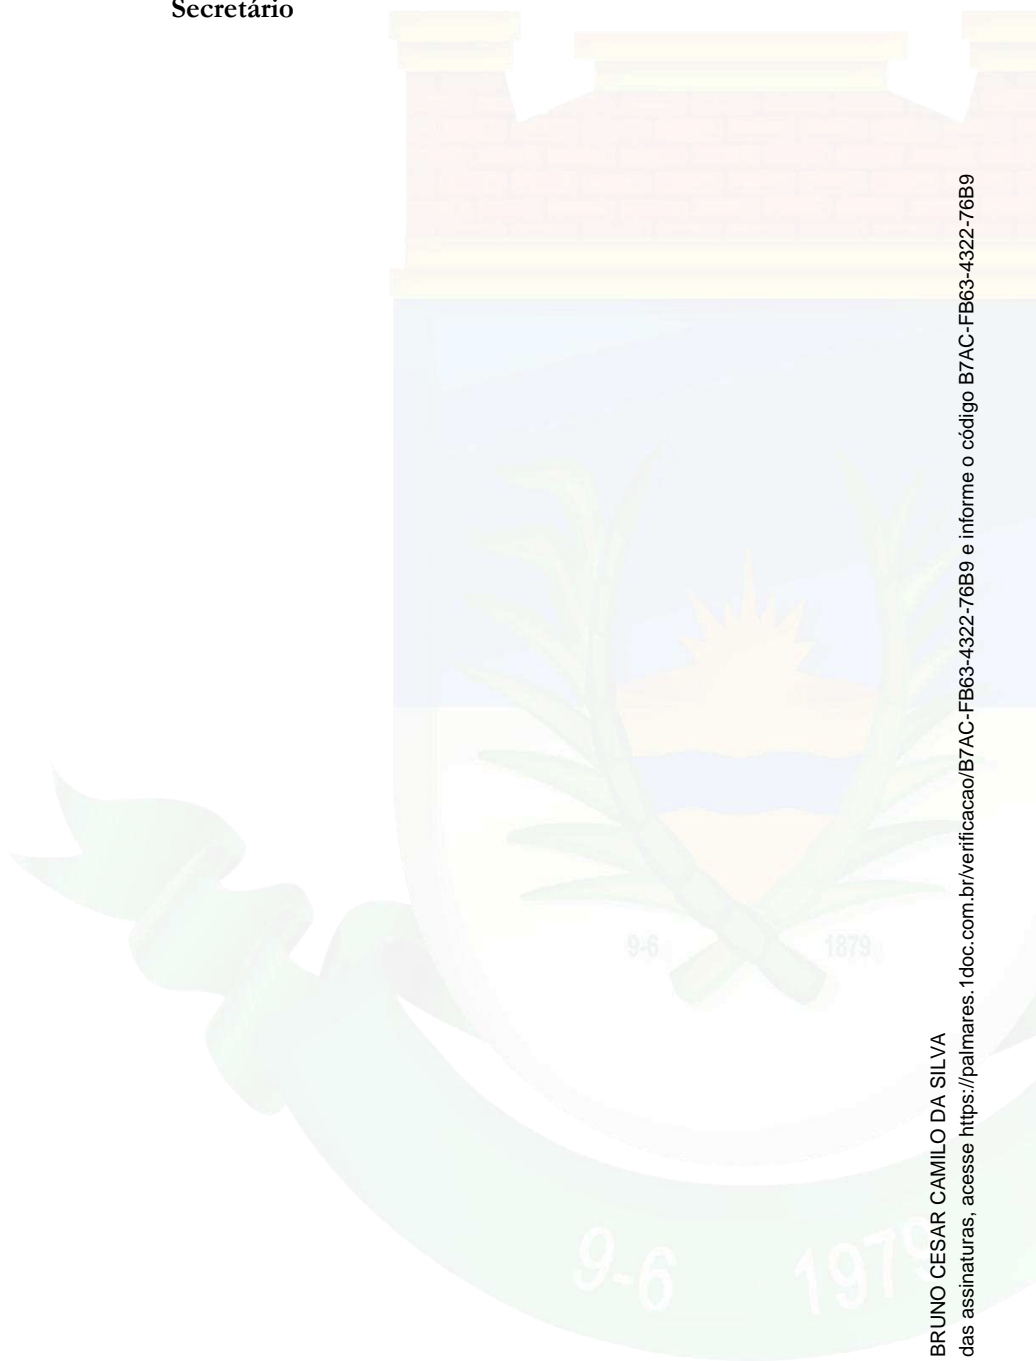 Secretário
9-6 1879
9-6 1979
BRUNO CESAR CAMILO DA SILVA
das assinaturas, acesse https://palmares.1doc.com.br/verificacao/B7AC-FB63-4322-76B9 e informe o código B7AC-FB63-4322-76B9